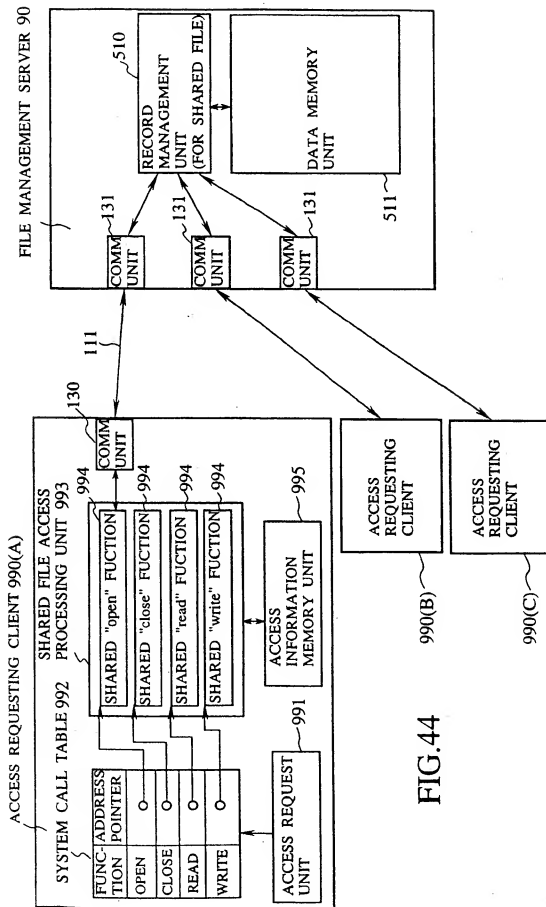 ACCESS REQUESTING CLIENT 990(A)
SYSTEM CALL TABLE 992
FUNC-
TION
ADDRESS
POINTER
OPEN
CLOSE
READ
WRITE
ACCESS REQUEST
UNIT
991
SHARED FILE ACCESS
PROCESSING UNIT 993
994
SHARED "open" FUCTION
994
SHARED "close" FUCTION
994
SHARED "read" FUCTION
994
SHARED "write" FUCTION
ACCESS
INFORMATION
MEMORY UNIT
995
COMM
UNIT
130
111
FILE MANAGEMENT SERVER 90
COMM
UNIT
131
COMM
UNIT
131
COMM
UNIT
131
RECORD
MANAGEMENT
UNIT
(FOR SHARED FILE)
510
DATA MEMORY
UNIT
511
ACCESS
REQUESTING
CLIENT
990(B)
ACCESS
REQUESTING
CLIENT
990(C)
FIG.44